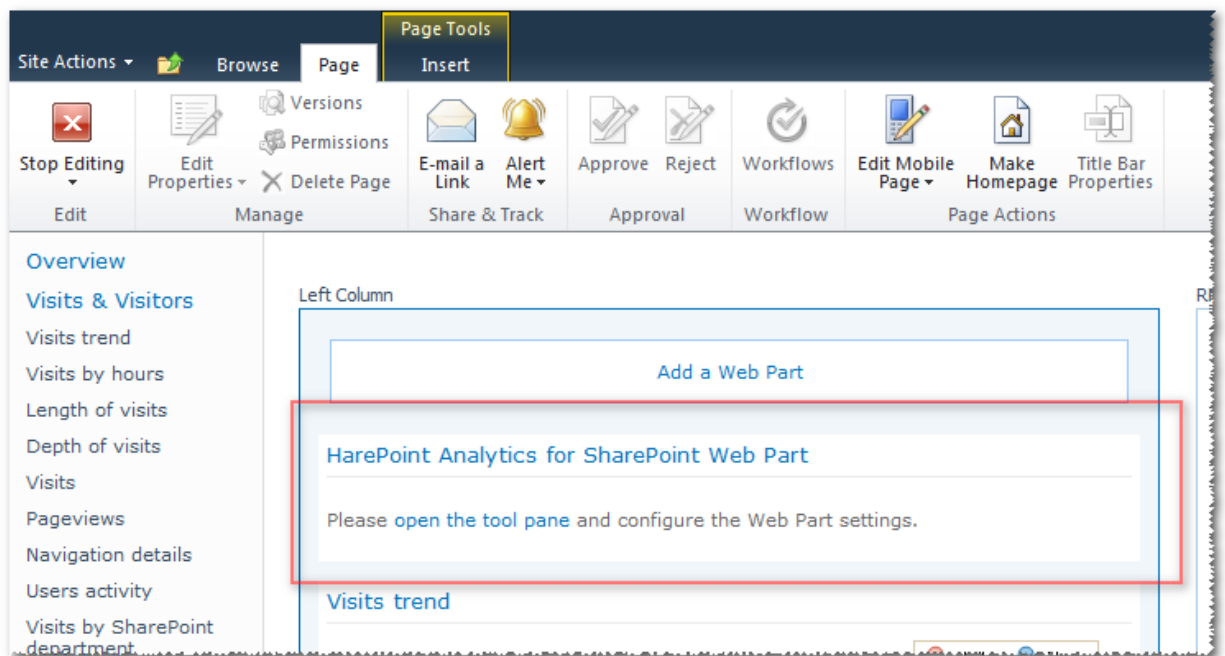 Page Tools
Site Actions Browse Page Insert
Stop Editing
Edit Properties
Versions
Permissions
Delete Page
E-mail a Link
Alert Me
Approve
Reject
Workflows
Edit Mobile Page
Make Homepage
Title Bar Properties
Edit Manage Share & Track Approval Workflow Page Actions
Overview
Visits & Visitors
Visits trend
Visits by hours
Length of visits
Depth of visits
Visits
Pageviews
Navigation details
Users activity
Visits by SharePoint
department
Left Column
Add a Web Part
HarePoint Analytics for SharePoint Web Part
Please open the tool pane and configure the Web Part settings.
Visits trend